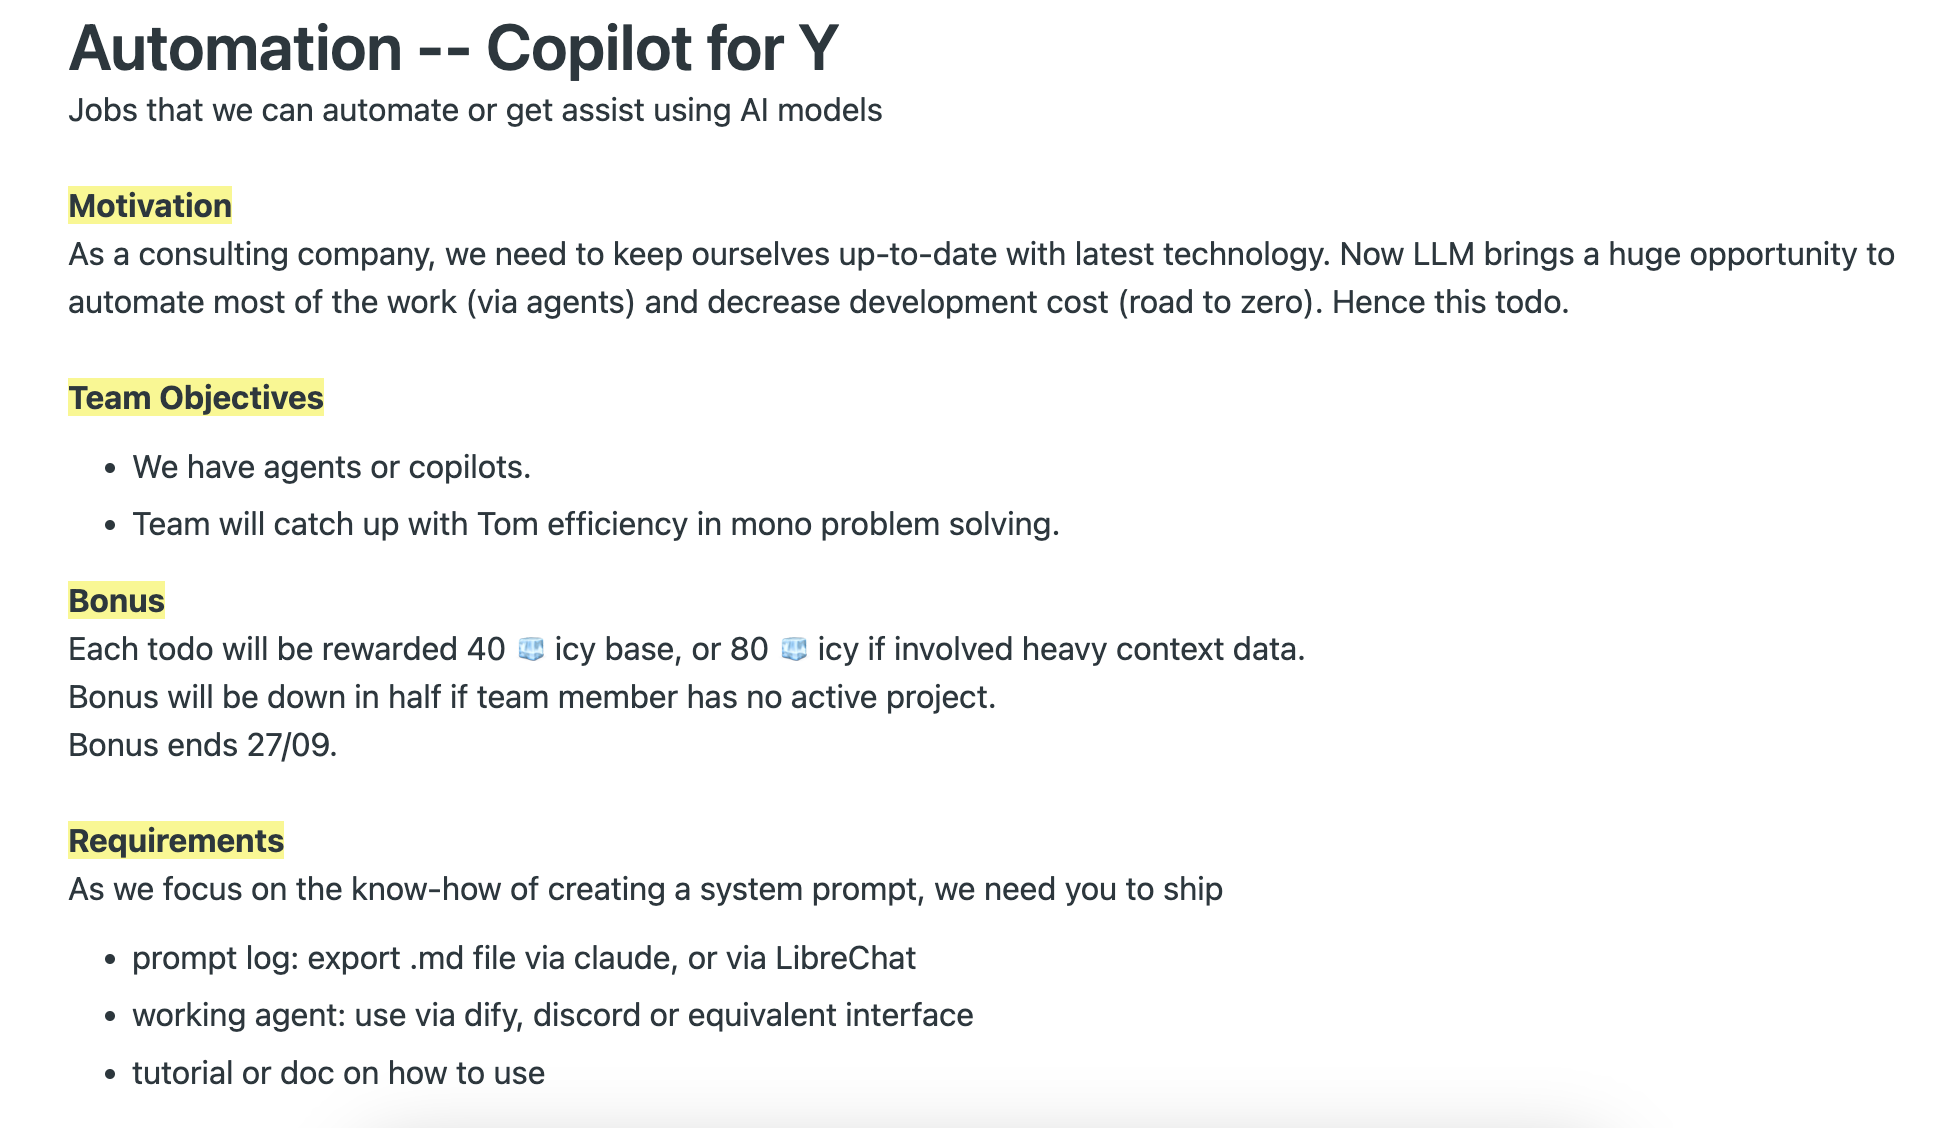 Automation -- Copilot for Y
Jobs that we can automate or get assist using AI models
Motivation
As a consulting company, we need to keep ourselves up-to-date with latest technology. Now LLM brings a huge opportunity to
automate most of the work (via agents) and decrease development cost (road to zero). Hence this todo.
Team Objectives
• We have agents or copilots.
• Team will catch up with Tom efficiency in mono problem solving.
Bonus
Each todo will be rewarded 40 🧊 icy base, or 80 🧊 icy if involved heavy context data.
Bonus will be down in half if team member has no active project.
Bonus ends 27/09.
Requirements
As we focus on the know-how of creating a system prompt, we need you to ship
• prompt log: export .md file via claude, or via LibreChat
• working agent: use via dify, discord or equivalent interface
• tutorial or doc on how to use